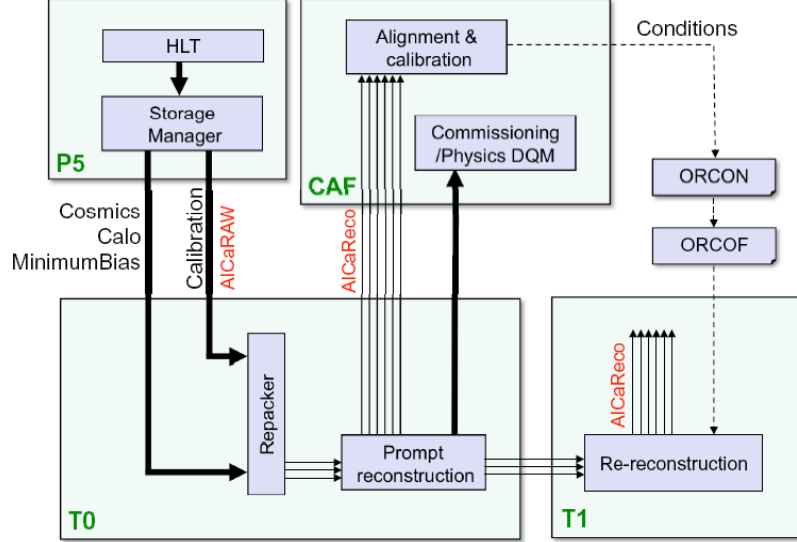 HLT
Storage
Manager
P5
Alignment &
calibration
Commissioning
/Physics DQM
CAF
Conditions
ORCON
ORCOF
Cosmics
Calo
MinimumBias
Calibration
AlCaRAW
AlCaReco
Repacker
Prompt
reconstruction
T0
AlCaReco
Re-reconstruction
T1